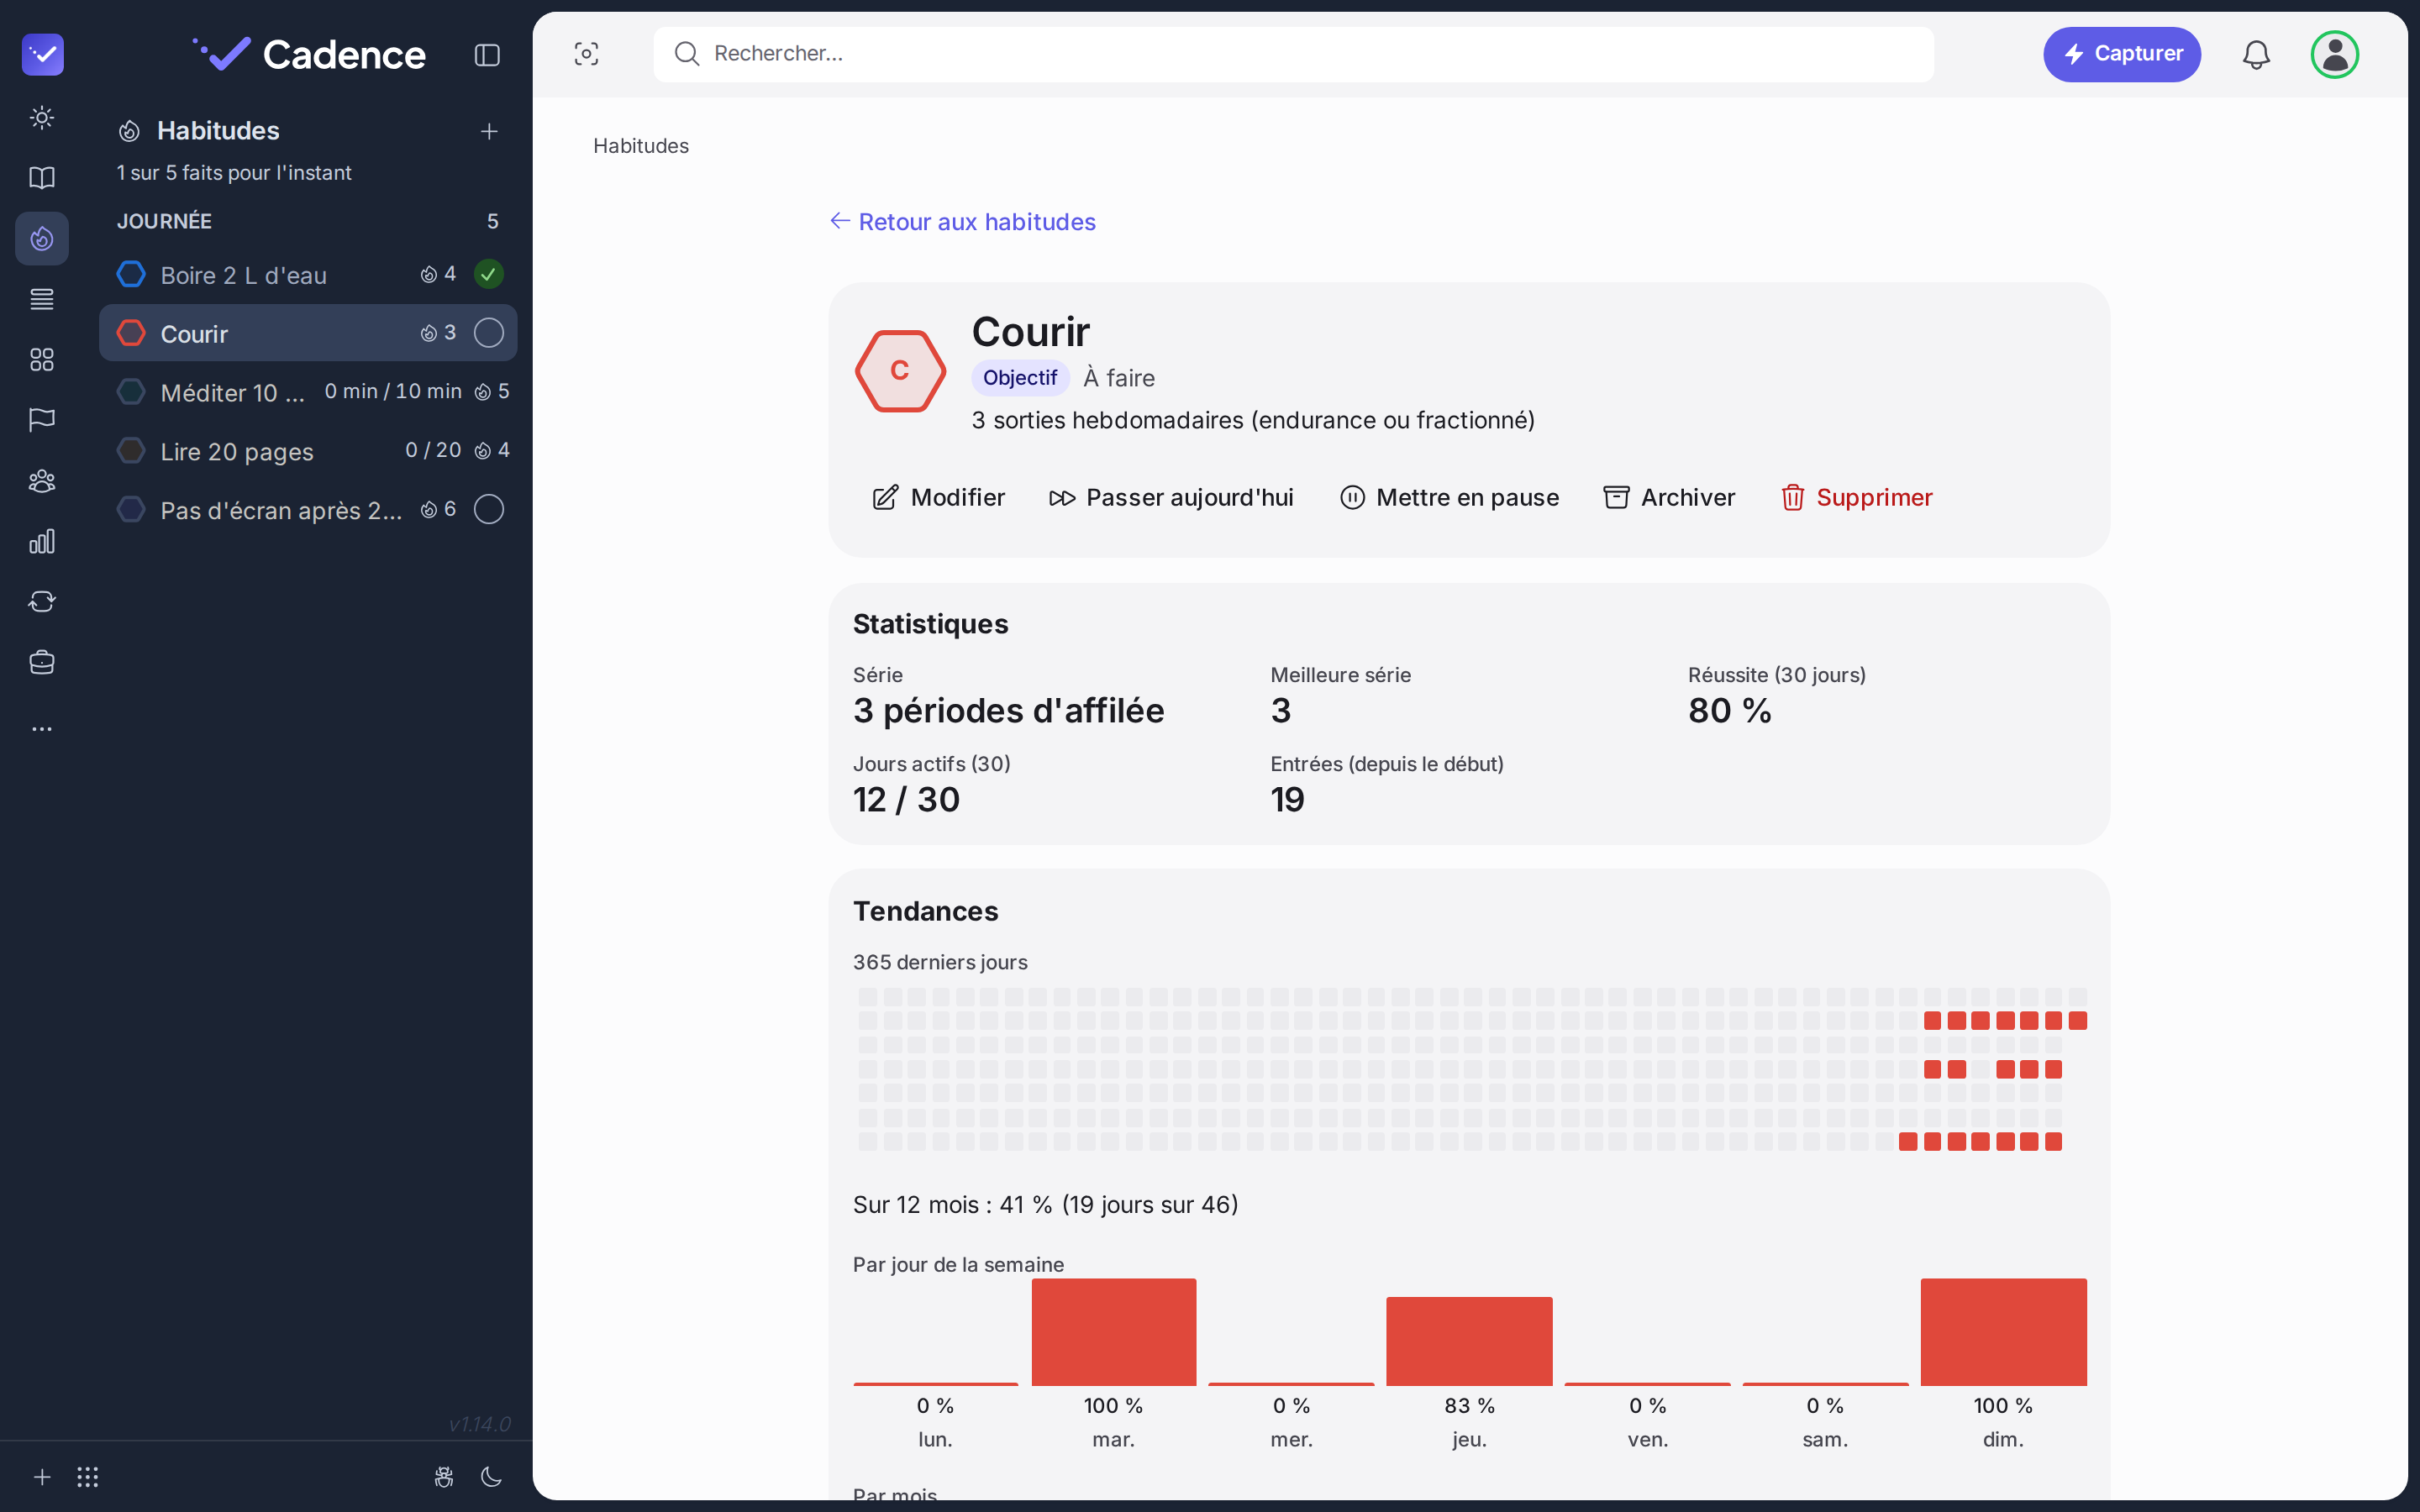 Cadence
Habitudes
1 sur 5 faits pour l'instant
JOURNÉE 5
Boire 2 L d'eau 4
Courir 3
Méditer 10 ... 0 min / 10 min 5
Lire 20 pages 0 / 20 4
Pas d'écran après 2... 6
v1.14.0
Rechercher...
Capturer
Habitudes
Retour aux habitudes
C
Courir
Objectif À faire
3 sorties hebdomadaires (endurance ou fractionné)
Modifier Passer aujourd'hui Mettre en pause Archiver Supprimer
Statistiques
Série Meilleure série Réussite (30 jours)
3 périodes d'affilée 3 80 %
Jours actifs (30) Entrées (depuis le début)
12 / 30 19
Tendances
365 derniers jours
Sur 12 mois : 41 % (19 jours sur 46)
Par jour de la semaine
0 % 100 % 0 % 83 % 0 % 0 % 100 %
lun. mar. mer. jeu. ven. sam. dim.
Par mois